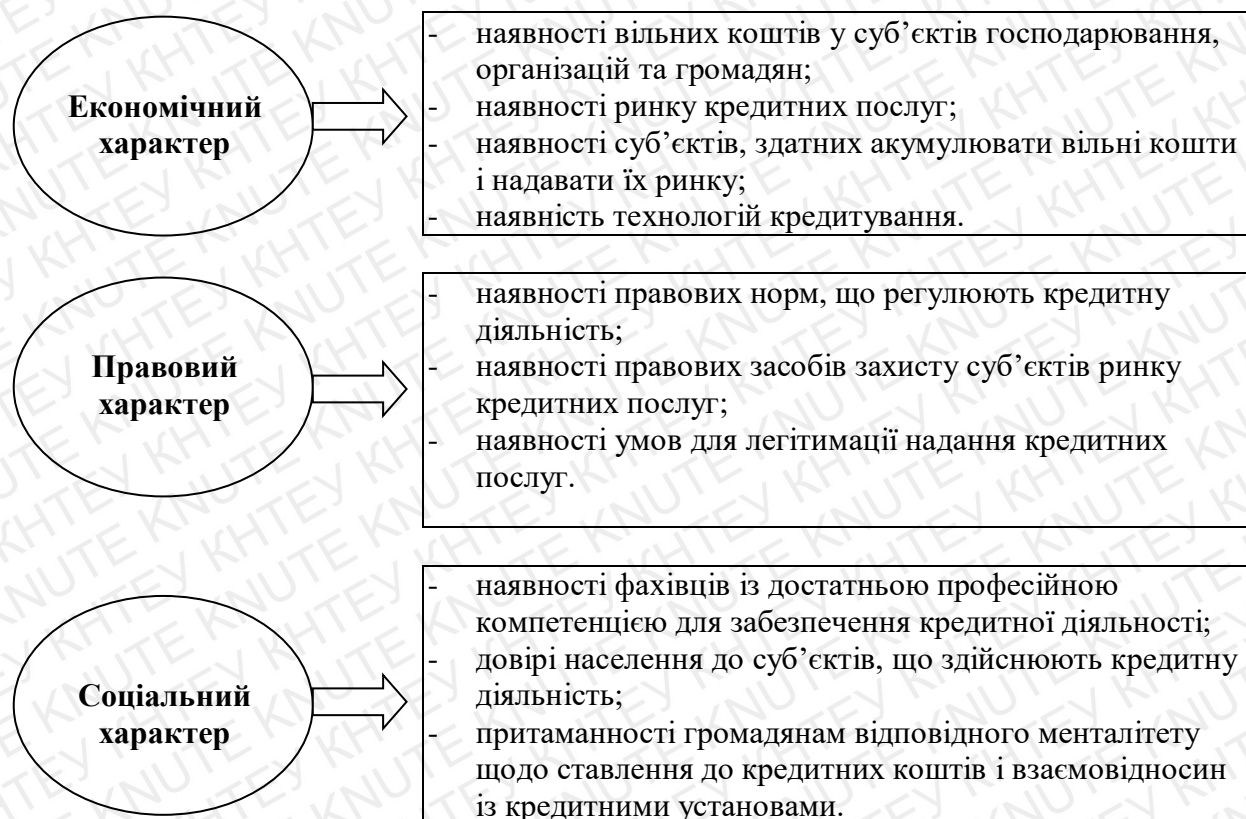 Економічний
характер
- наявності вільних коштів у суб’єктів господарювання,
організацій та громадян;
- наявності ринку кредитних послуг;
- наявності суб’єктів, здатних акумулювати вільні кошти
і надавати їх ринку;
- наявність технологій кредитування.
Правовий
характер
- наявності правових норм, що регулюють кредитну
діяльність;
- наявності правових засобів захисту суб’єктів ринку
кредитних послуг;
- наявності умов для легітимації надання кредитних
послуг.
Соціальний
характер
- наявності фахівців із достатньою професійною
компетенцією для забезпечення кредитної діяльності;
- довірі населення до суб’єктів, що здійснюють кредитну
діяльність;
- притаманності громадянам відповідного менталітету
щодо ставлення до кредитних коштів і взаємовідносин
із кредитними установами.